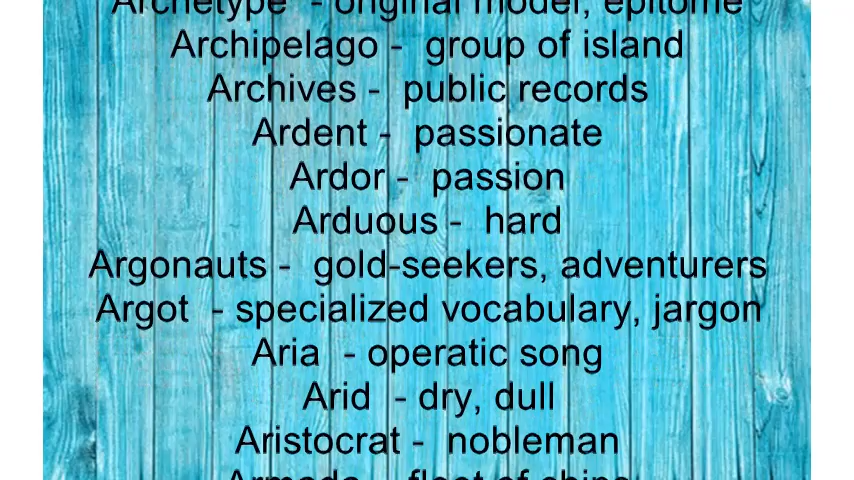 Archetype - original model, epitome
Archipelago - group of island
Archives - public records
Ardent - passionate
Ardor - passion
Arduous - hard
Argonauts - gold-seekers, adventurers
Argot - specialized vocabulary, jargon
Aria - operatic song
Arid - dry, dull
Aristocrat - nobleman
Armada - fleet of ships